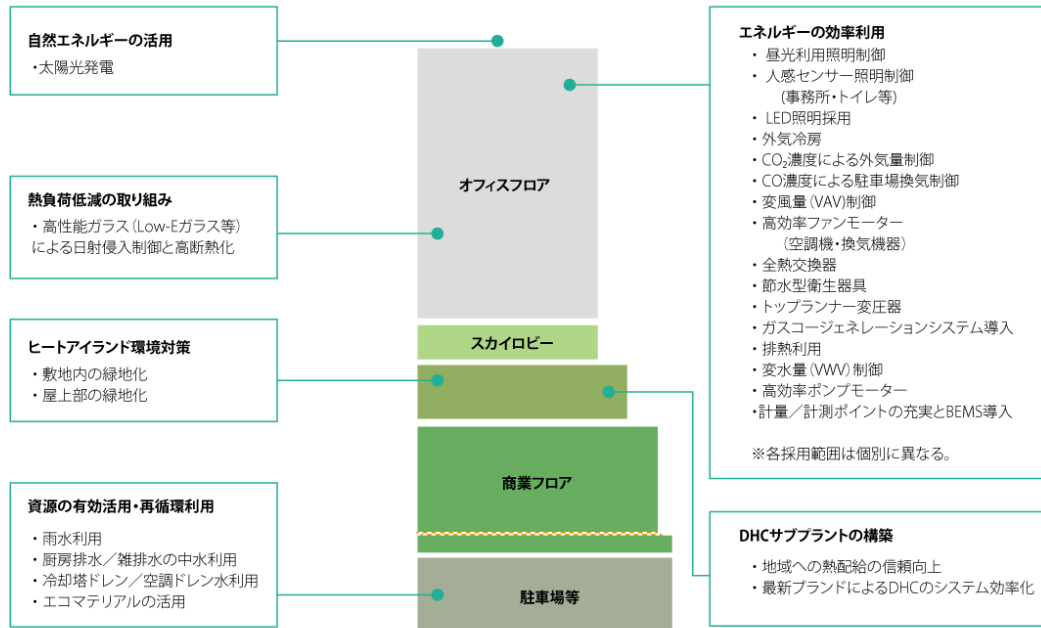 自然エネルギーの活用
・太陽光発電
熱負荷低減の取り組み
・高性能ガラス(Low-Eガラス等)
による日射侵入制御と高断熱化
ヒートアイランド環境対策
・敷地内の緑地化
・屋上部の緑地化
資源の有効活用・再循環利用
・雨水利用
・厨房排水／雑排水の中水利用
・冷却塔ドレン／空調ドレン水利用
・エコマテリアルの活用
オフィスフロア
スカイロビー
商業フロア
駐車場等
エネルギーの効率利用
・昼光利用照明制御
・人感センサー照明制御
(事務所・トイレ等)
・LED照明採用
・外気冷房
・CO₂濃度による外気量制御
・CO濃度による駐車場換気制御
・変風量(VAV)制御
・高効率ファンモーター
(空調機・換気機器)
・全熱交換器
・節水型衛生器具
・トップランナー変圧器
・ガスコージェネレーションシステム導入
・排熱利用
・変水量(VWV)制御
・高効率ポンプモーター
・計量／計測ポイントの充実とBEMS導入
※各採用範囲は個別に異なる。
DHCサブプラントの構築
・地域への熱配給の信頼向上
・最新ブランドによるDHCのシステム効率化